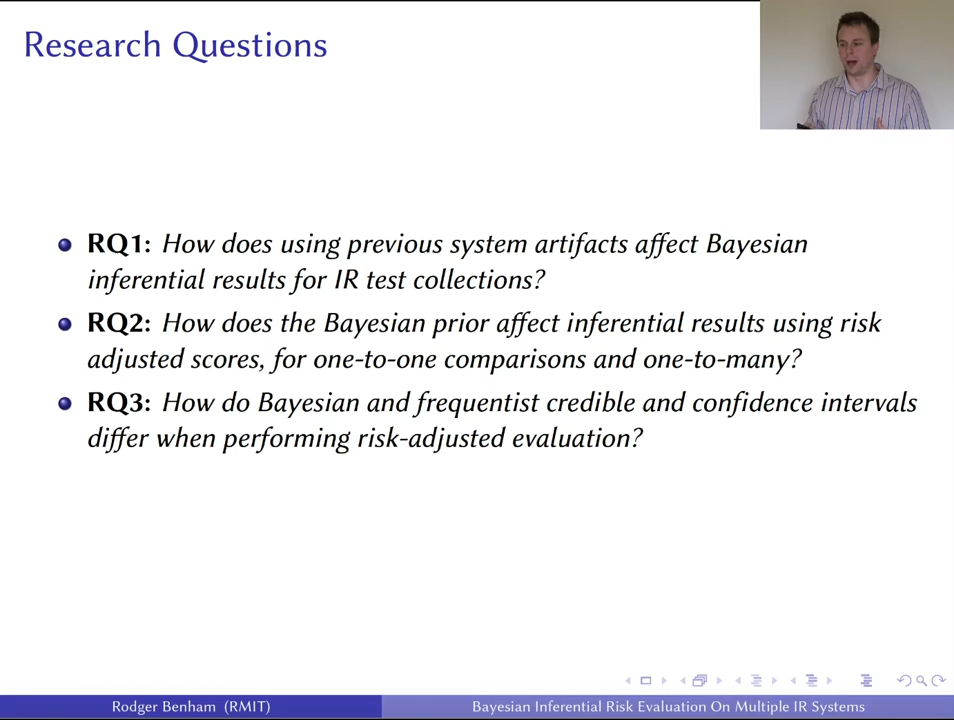 Research Questions
RQ1: How does using previous system artifacts affect Bayesian
inferential results for IR test collections?
RQ2: How does the Bayesian prior affect inferential results using risk
adjusted scores, for one-to-one comparisons and one-to-many?
RQ3: How do Bayesian and frequentist credible and confidence intervals
differ when performing risk-adjusted evaluation?
Rodger Benham (RMIT)
Bayesian Inferential Risk Evaluation On Multiple IR Systems